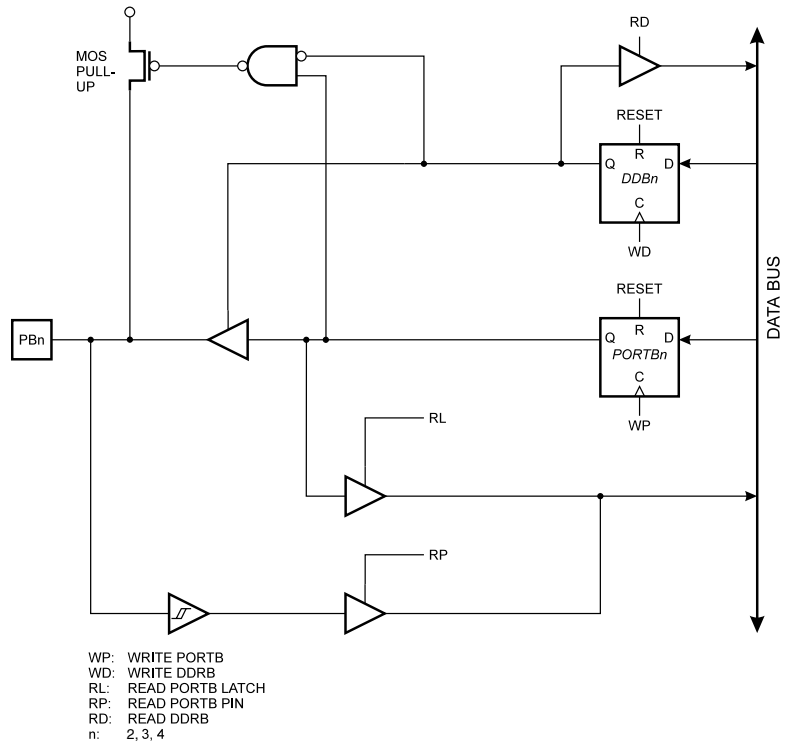 RD
MOS
PULL-
UP
RESET
R
Q
D
DDBn
C
WD
RESET
R
Q
D
PBn
PORTBn
C
WP
DATA BUS
RL
RP
WP: WRITE PORTB
WD: WRITE DDRB
RL: READ PORTB LATCH
RP: READ PORTB PIN
RD: READ DDRB
n: 2, 3, 4